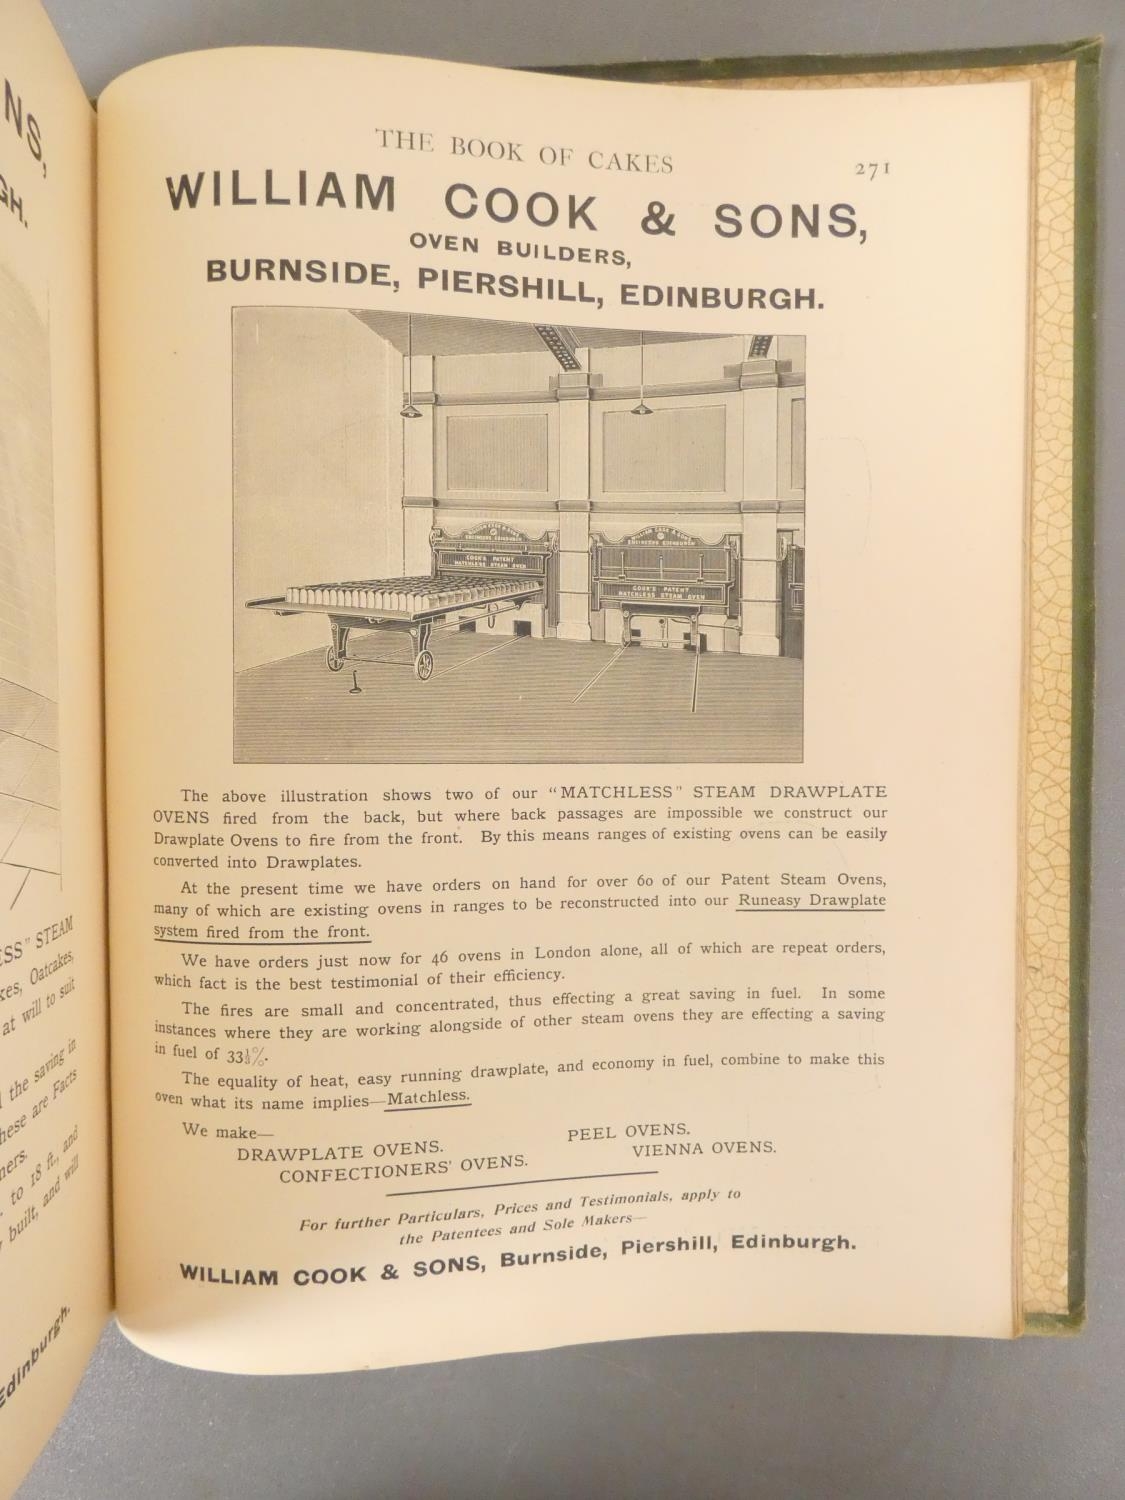 NS,
GH.
ESS" STEAM
kes, Oatcakes,
at will to suit
the saving in
hese are Facts
ners.
to 18 ft., and
built, and will
Edinburgh.
THE BOOK OF CAKES 271
WILLIAM COOK & SONS,
OVEN BUILDERS,
BURNSIDE, PIERSHILL, EDINBURGH.
WILLIAM COOK & SONS
ENGINEERS EDINBURGH
COOK'S PATENT
MATCHLESS STEAM OVEN
WILLIAM COOK & SONS
ENGINEERS EDINBURGH
COOK'S PATENT
MATCHLESS STEAM OVEN
The above illustration shows two of our "MATCHLESS" STEAM DRAWPLATE
OVENS fired from the back, but where back passages are impossible we construct our
Drawplate Ovens to fire from the front. By this means ranges of existing ovens can be easily
converted into Drawplates.
At the present time we have orders on hand for over 60 of our Patent Steam Ovens,
many of which are existing ovens in ranges to be reconstructed into our Runeasy Drawplate
system fired from the front.
We have orders just now for 46 ovens in London alone, all of which are repeat orders,
which fact is the best testimonial of their efficiency.
The fires are small and concentrated, thus effecting a great saving in fuel. In some
instances where they are working alongside of other steam ovens they are effecting a saving
in fuel of 33⅓%.
The equality of heat, easy running drawplate, and economy in fuel, combine to make this
oven what its name implies—Matchless.
We make—
DRAWPLATE OVENS. PEEL OVENS.
CONFECTIONERS' OVENS. VIENNA OVENS.
For further Particulars, Prices and Testimonials, apply to
the Patentees and Sole Makers—
WILLIAM COOK & SONS, Burnside, Piershill, Edinburgh.